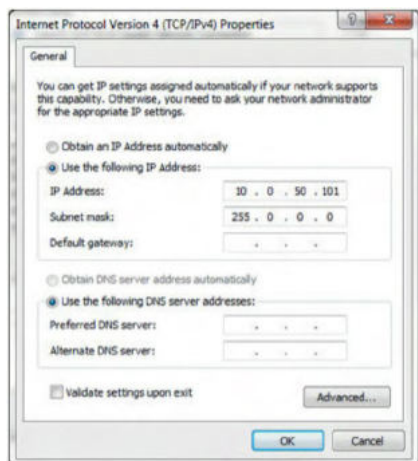 Internet Protocol Version 4 (TCP/IPv4) Properties
General
You can get IP settings assigned automatically if your network supports
this capability. Otherwise, you need to ask your network administrator
for the appropriate IP settings.
Obtain an IP Address automatically
Use the following IP Address:
IP Address: 10 . 0 . 50 . 101
Subnet mask: 255 . 0 . 0 . 0
Default gateway: . . .
Obtain DNS server address automatically
Use the following DNS server addresses:
Preferred DNS server: . . .
Alternate DNS server: . . .
Validate settings upon exit
Advanced...
OK Cancel